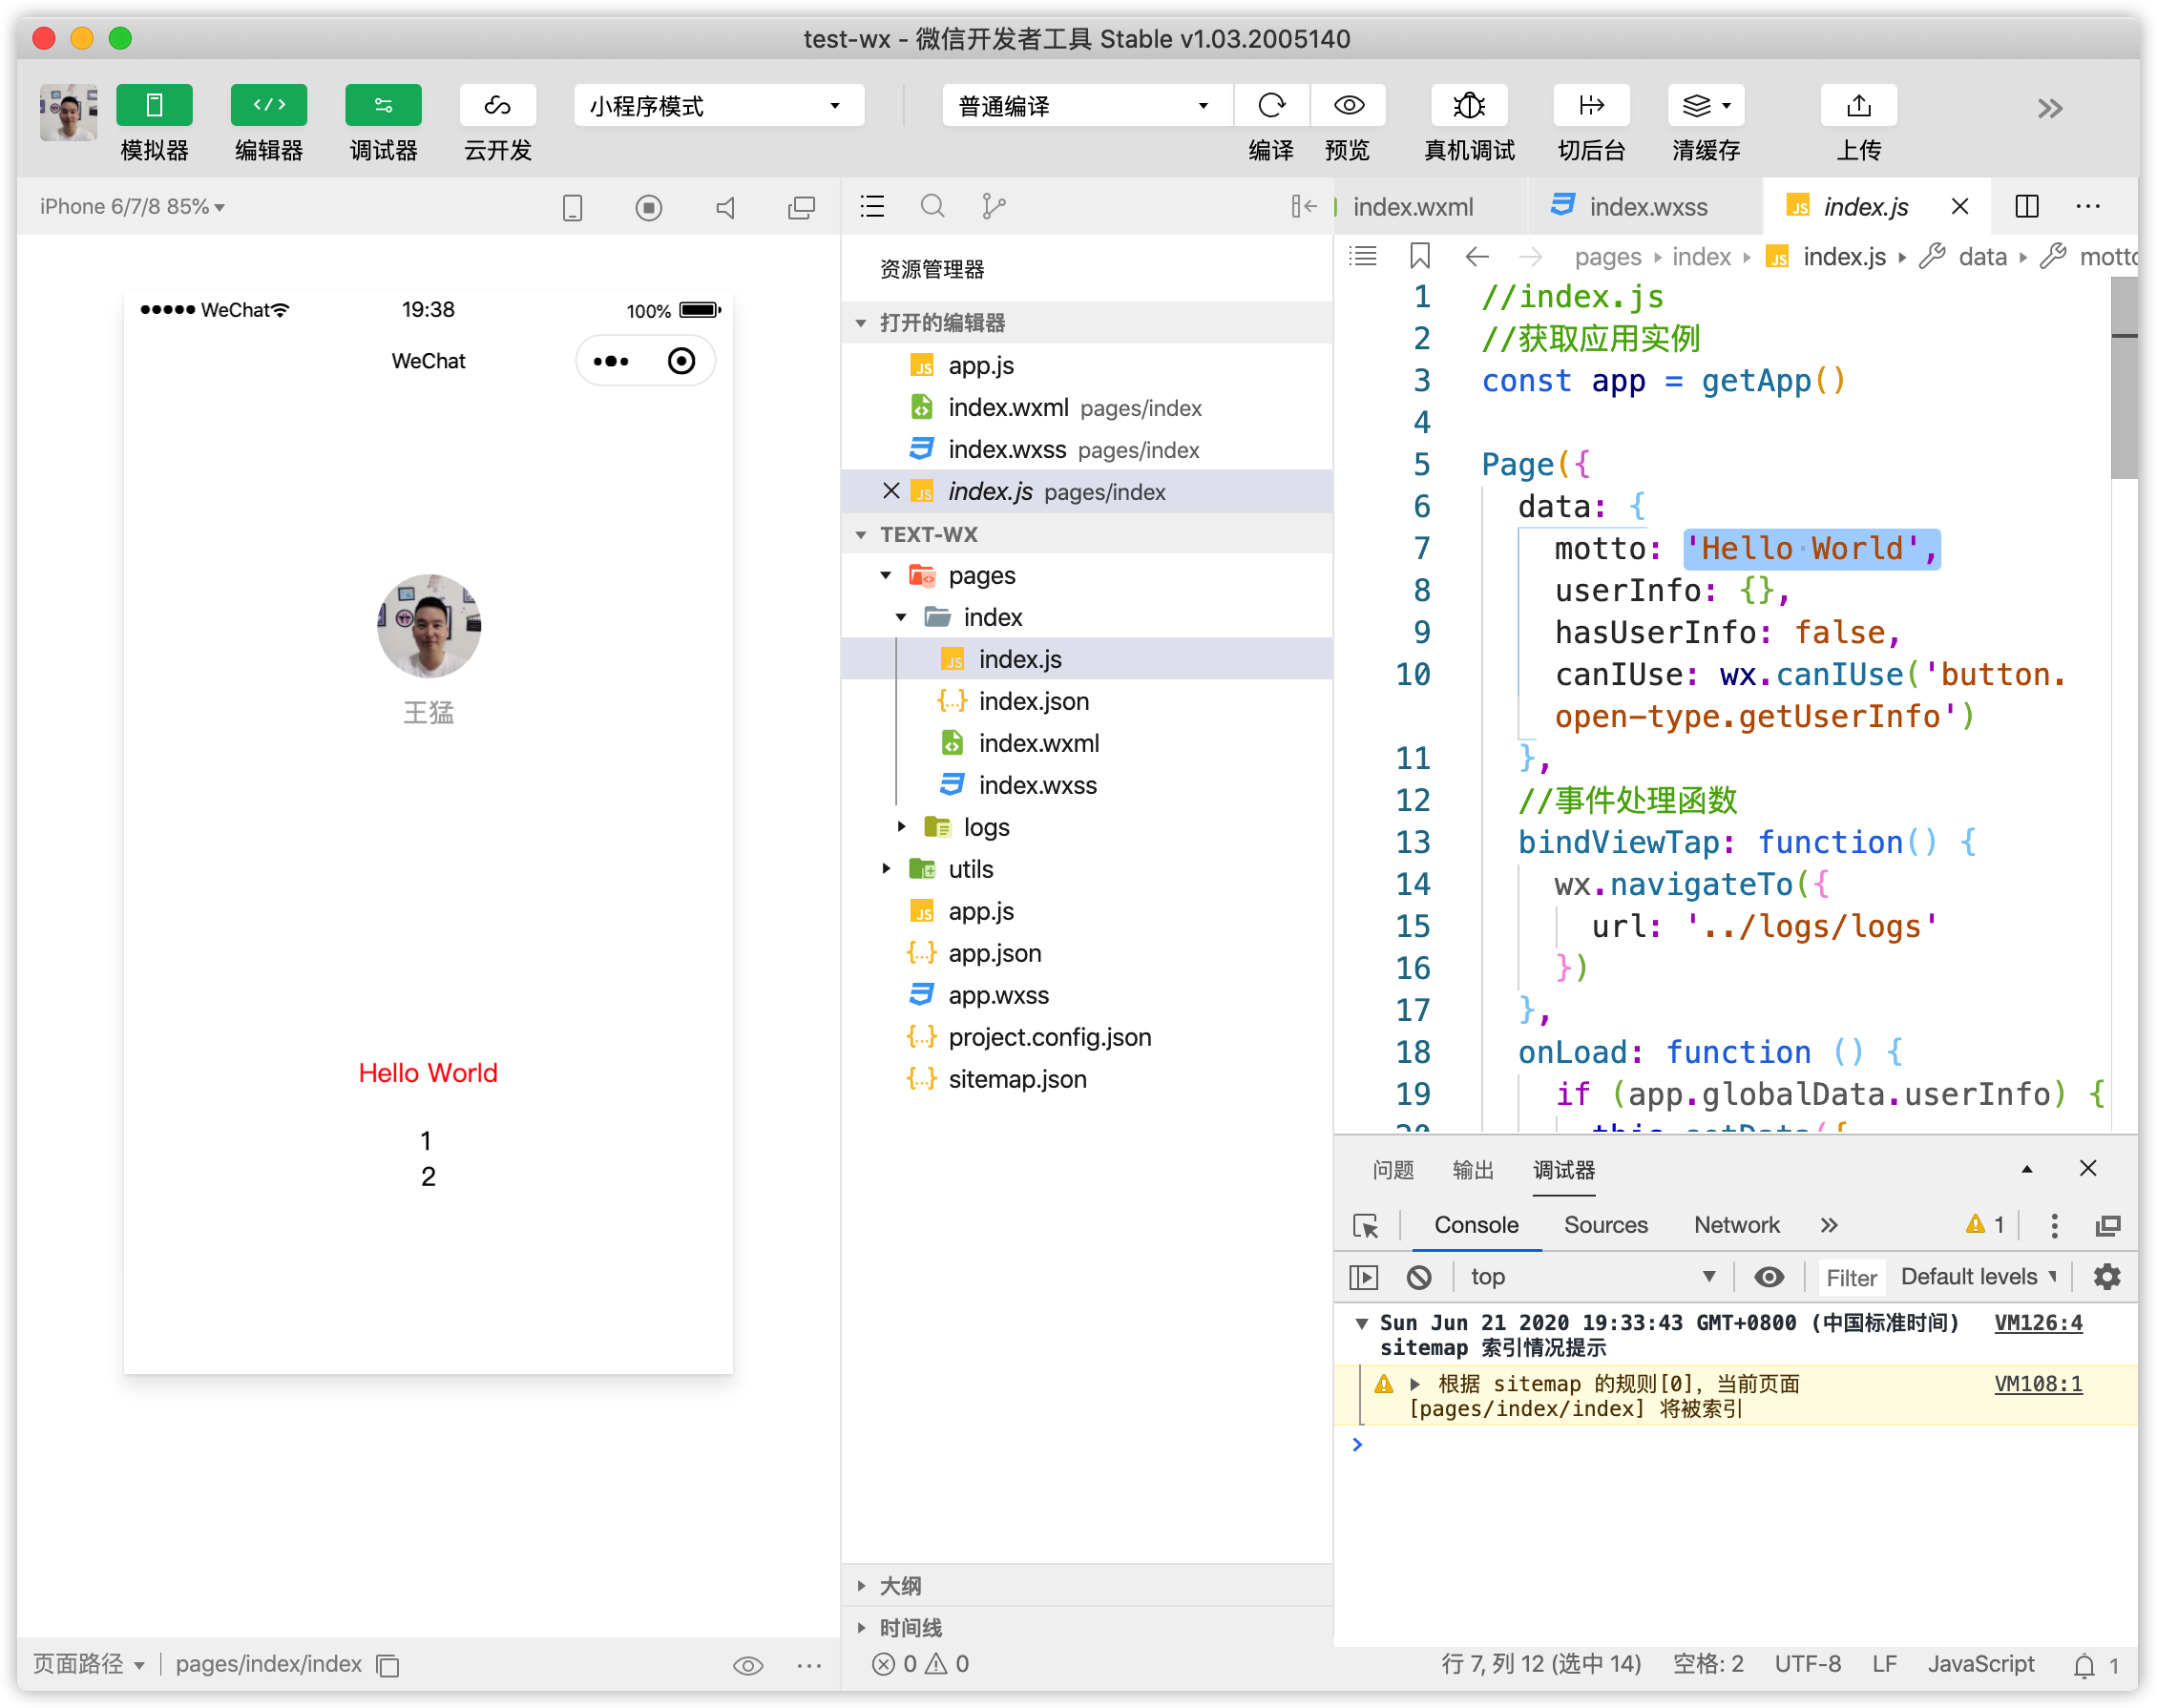 test-wx - 微信开发者工具 Stable v1.03.2005140
模拟器 编辑器 调试器 云开发 小程序模式 普通编译 编译 预览 真机调试 切后台 清缓存 上传
iPhone 6/7/8 85%
WeChat 19:38 100%
WeChat
王猛
Hello World
1
2
页面路径 pages/index/index
资源管理器
打开的编辑器
JS app.js
index.wxml pages/index
index.wxss pages/index
JS index.js pages/index
TEXT-WX
pages
index
JS index.js
{...} index.json
index.wxml
index.wxss
logs
utils
JS app.js
{...} app.json
app.wxss
{...} project.config.json
{...} sitemap.json
大纲
时间线
0 0
index.wxml index.wxss JS index.js
pages index JS index.js data motto
1 //index.js
2 //获取应用实例
3 const app = getApp()
4
5 Page({
6 data: {
7 motto: 'Hello World',
8 userInfo: {},
9 hasUserInfo: false,
10 canIUse: wx.canIUse('button.
open-type.getUserInfo')
11 },
12 //事件处理函数
13 bindViewTap: function() {
14 wx.navigateTo({
15 url: '../logs/logs'
16 })
17 },
18 onLoad: function () {
19 if (app.globalData.userInfo) {
20 this.setData({
问题 输出 调试器
Console Sources Network 1
top Filter Default levels
Sun Jun 21 2020 19:33:43 GMT+0800 (中国标准时间) VM126:4
sitemap 索引情况提示
根据 sitemap 的规则[0]，当前页面 VM108:1
[pages/index/index] 将被索引
行 7, 列 12 (选中 14) 空格: 2 UTF-8 LF JavaScript 1